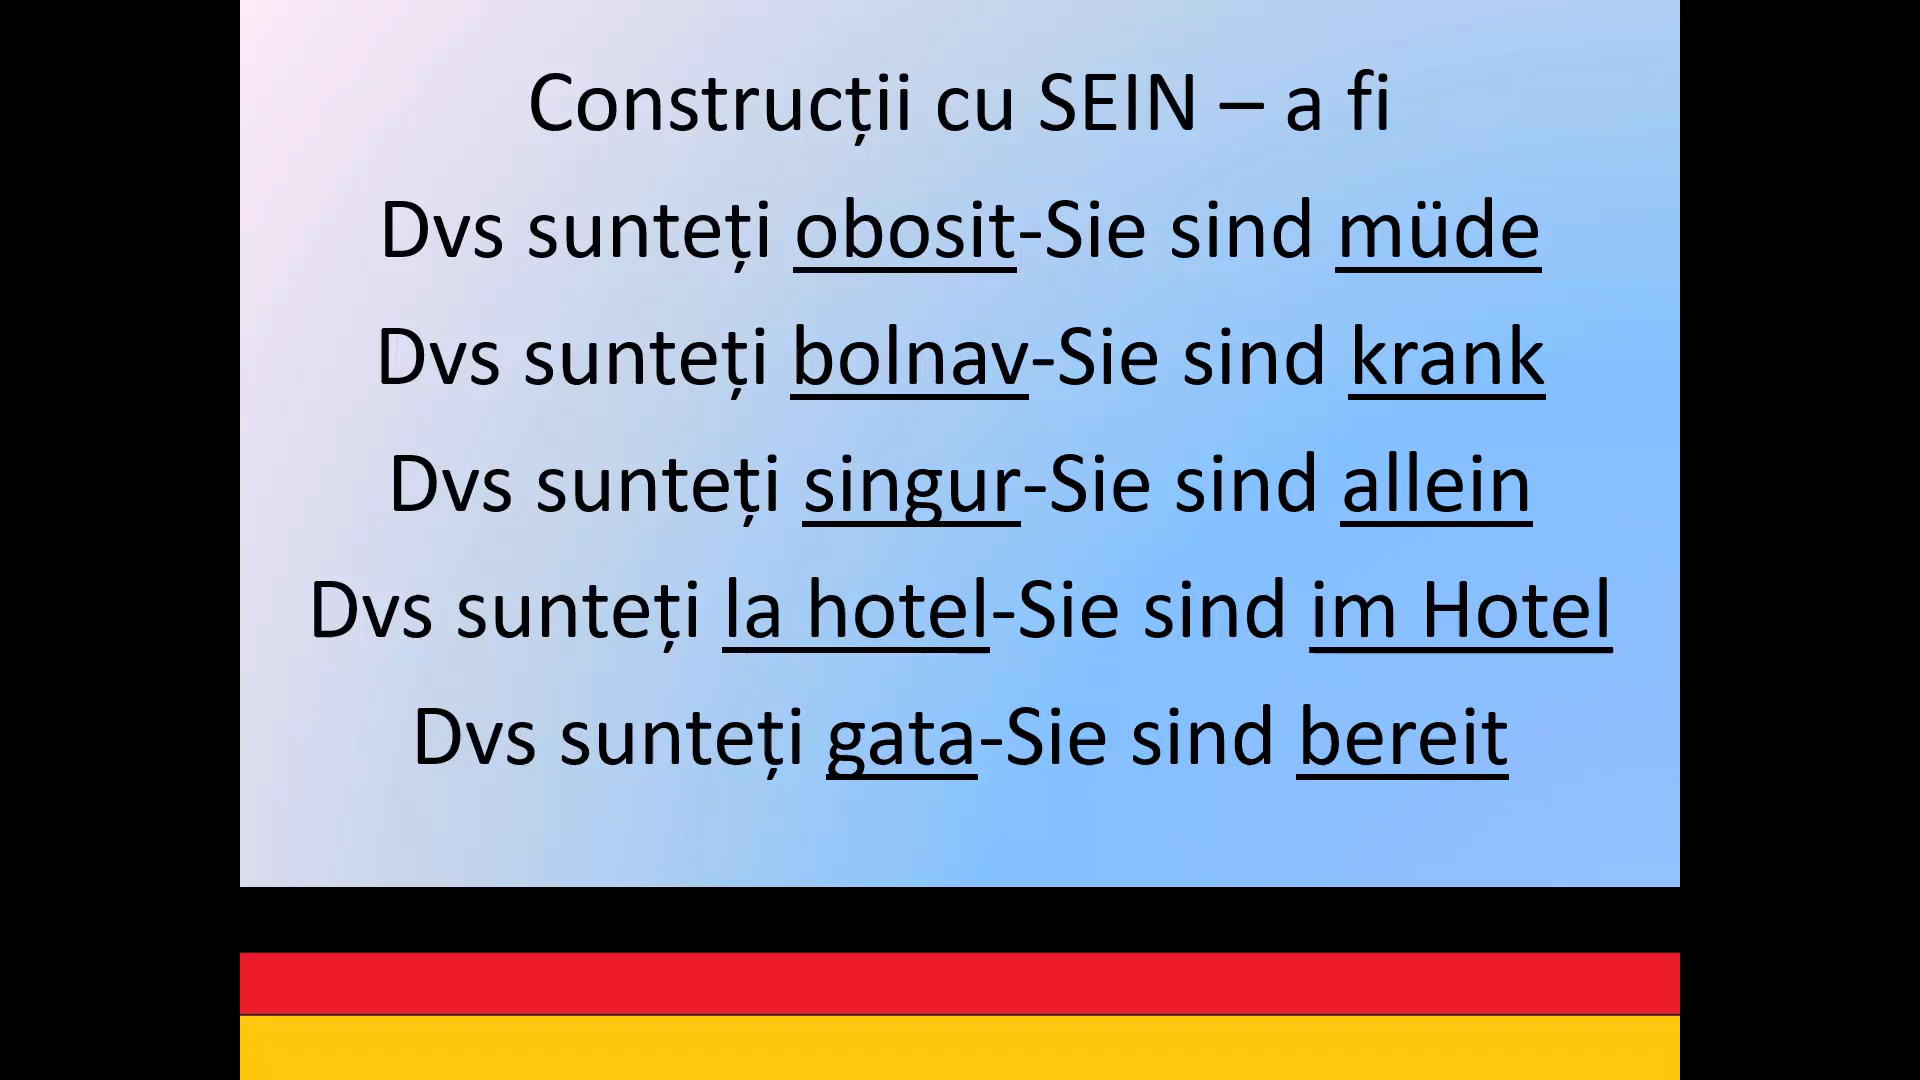 Construcții cu SEIN – a fi
Dvs sunteți obosit-Sie sind müde
Dvs sunteți bolnav-Sie sind krank
Dvs sunteți singur-Sie sind allein
Dvs sunteți la hotel-Sie sind im Hotel
Dvs sunteți gata-Sie sind bereit